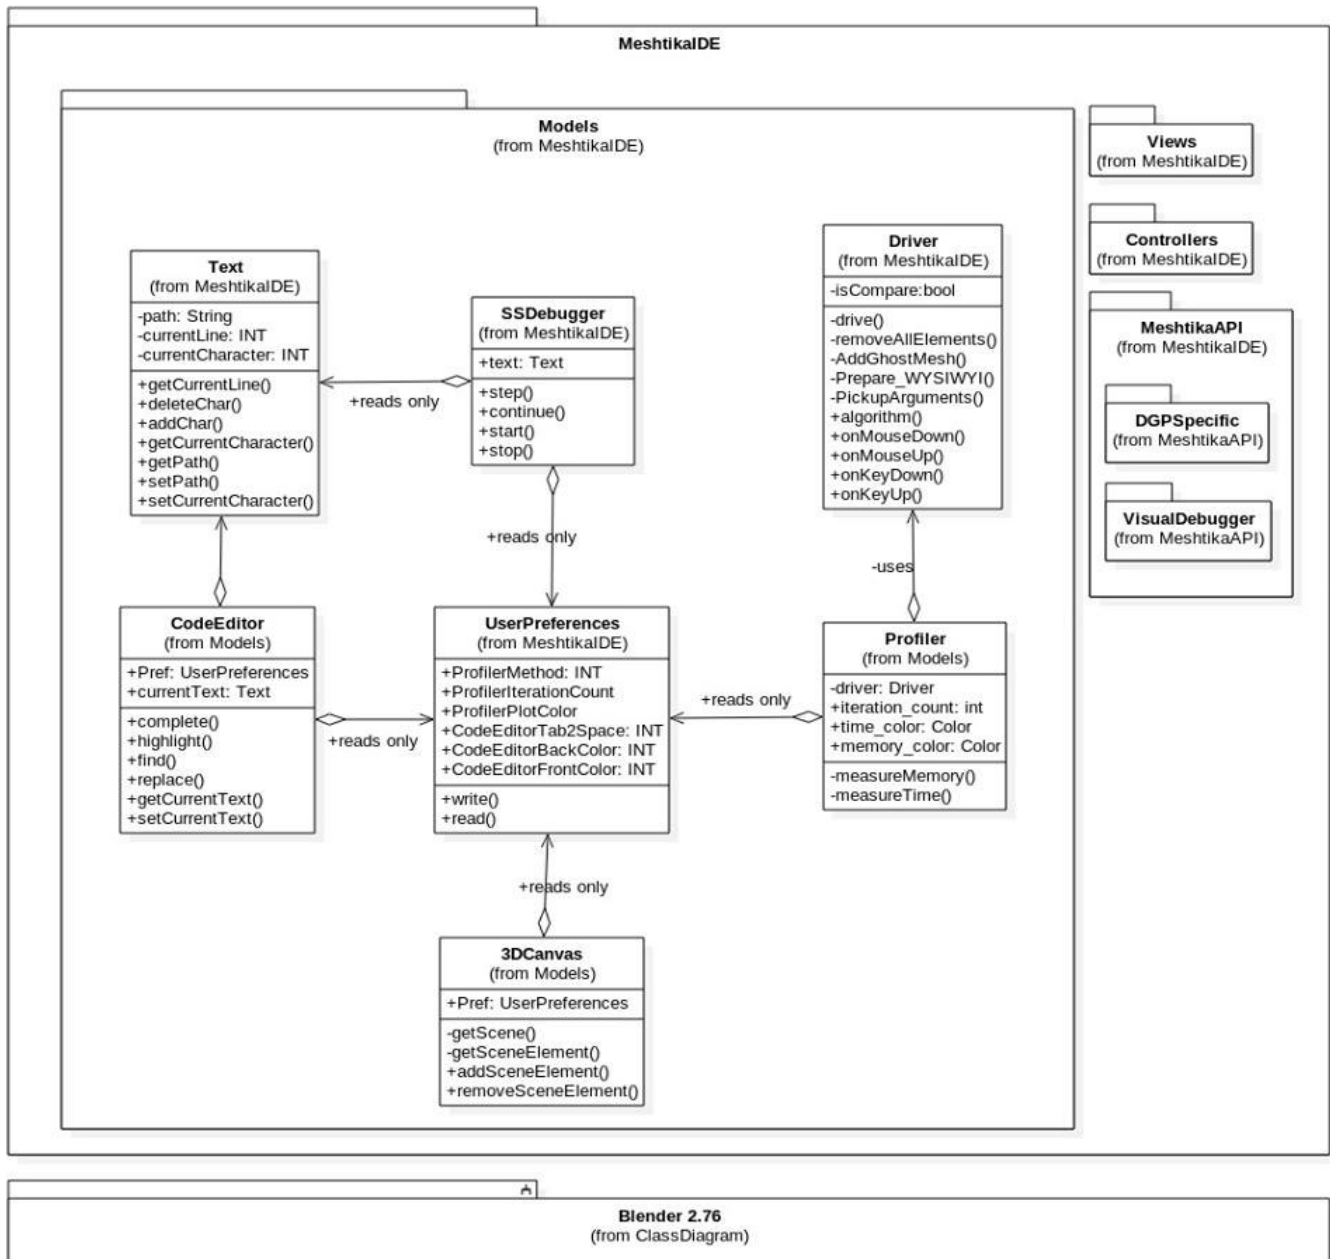 MeshtikaIDE
Models
(from MeshtikaIDE)
Views
(from MeshtikaIDE)
Controllers
(from MeshtikaIDE)
MeshtikaAPI
(from MeshtikaIDE)
DGPSpecific
(from MeshtikaAPI)
VisualDebugger
(from MeshtikaAPI)
Text
(from MeshtikaIDE)
-path: String
-currentLine: INT
-currentCharacter: INT
+getCurrentLine()
+deleteChar()
+addChar()
+getCurrentCharacter()
+getPath()
+setPath()
+setCurrentCharacter()
+reads only
SSDebugger
(from MeshtikaIDE)
+text: Text
+step()
+continue()
+start()
+stop()
+reads only
Driver
(from MeshtikaIDE)
-isCompare:bool
-drive()
-removeAllElements()
-AddGhostMesh()
-Prepare_WYSIWYI()
-PickupArguments()
+algorithm()
+onMouseDown()
+onMouseUp()
+onKeyDown()
+onKeyUp()
-uses
CodeEditor
(from Models)
+Pref: UserPreferences
+currentText: Text
+complete()
+highlight()
+find()
+replace()
+getCurrentText()
+setCurrentText()
+reads only
UserPreferences
(from MeshtikaIDE)
+ProfilerMethod: INT
+ProfilerIterationCount
+ProfilerPlotColor
+CodeEditorTab2Space: INT
+CodeEditorBackColor: INT
+CodeEditorFrontColor: INT
+write()
+read()
+reads only
Profiler
(from Models)
-driver: Driver
+iteration_count: int
+time_color: Color
+memory_color: Color
-measureMemory()
-measureTime()
+reads only
3DCanvas
(from Models)
+Pref: UserPreferences
-getScene()
-getSceneElement()
+addSceneElement()
+removeSceneElement()
Blender 2.76
(from ClassDiagram)